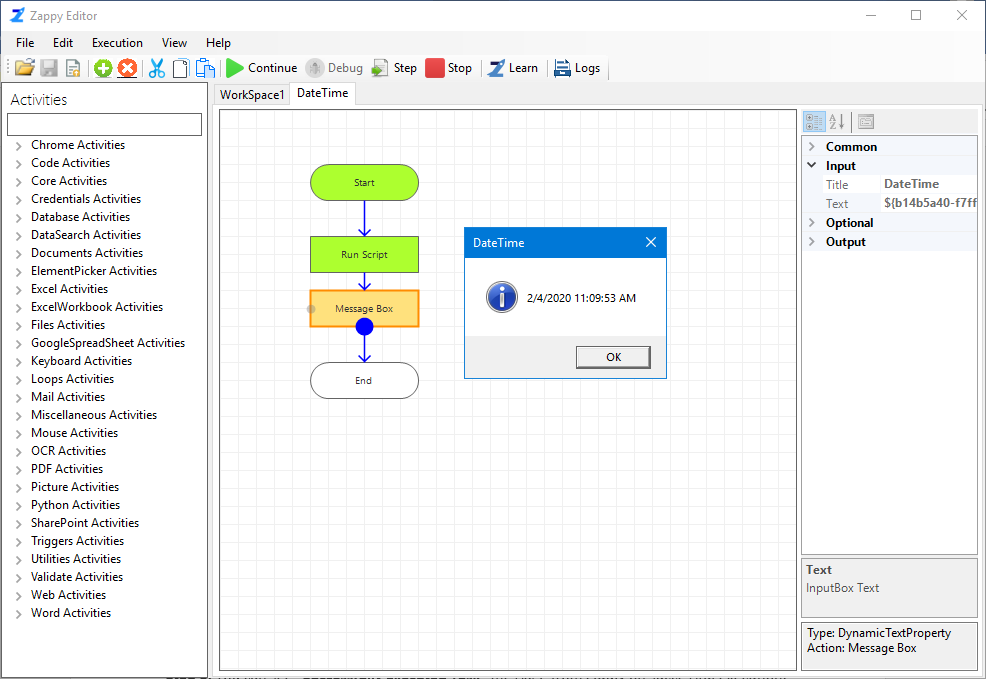 Zappy Editor
File Edit Execution View Help
Continue Debug Step Stop Learn Logs
Activities
Chrome Activities
Code Activities
Core Activities
Credentials Activities
Database Activities
DataSearch Activities
Documents Activities
ElementPicker Activities
Excel Activities
ExcelWorkbook Activities
Files Activities
GoogleSpreadSheet Activities
Keyboard Activities
Loops Activities
Mail Activities
Miscellaneous Activities
Mouse Activities
OCR Activities
PDF Activities
Picture Activities
Python Activities
SharePoint Activities
Triggers Activities
Utilities Activities
Validate Activities
Web Activities
Word Activities
WorkSpace1 DateTime
Start
Run Script
Message Box
End
DateTime
2/4/2020 11:09:53 AM
OK
Common
Input
Title DateTime
Text ${b14b5a40-f7ff
Optional
Output
Text
InputBox Text
Type: DynamicTextProperty
Action: Message Box